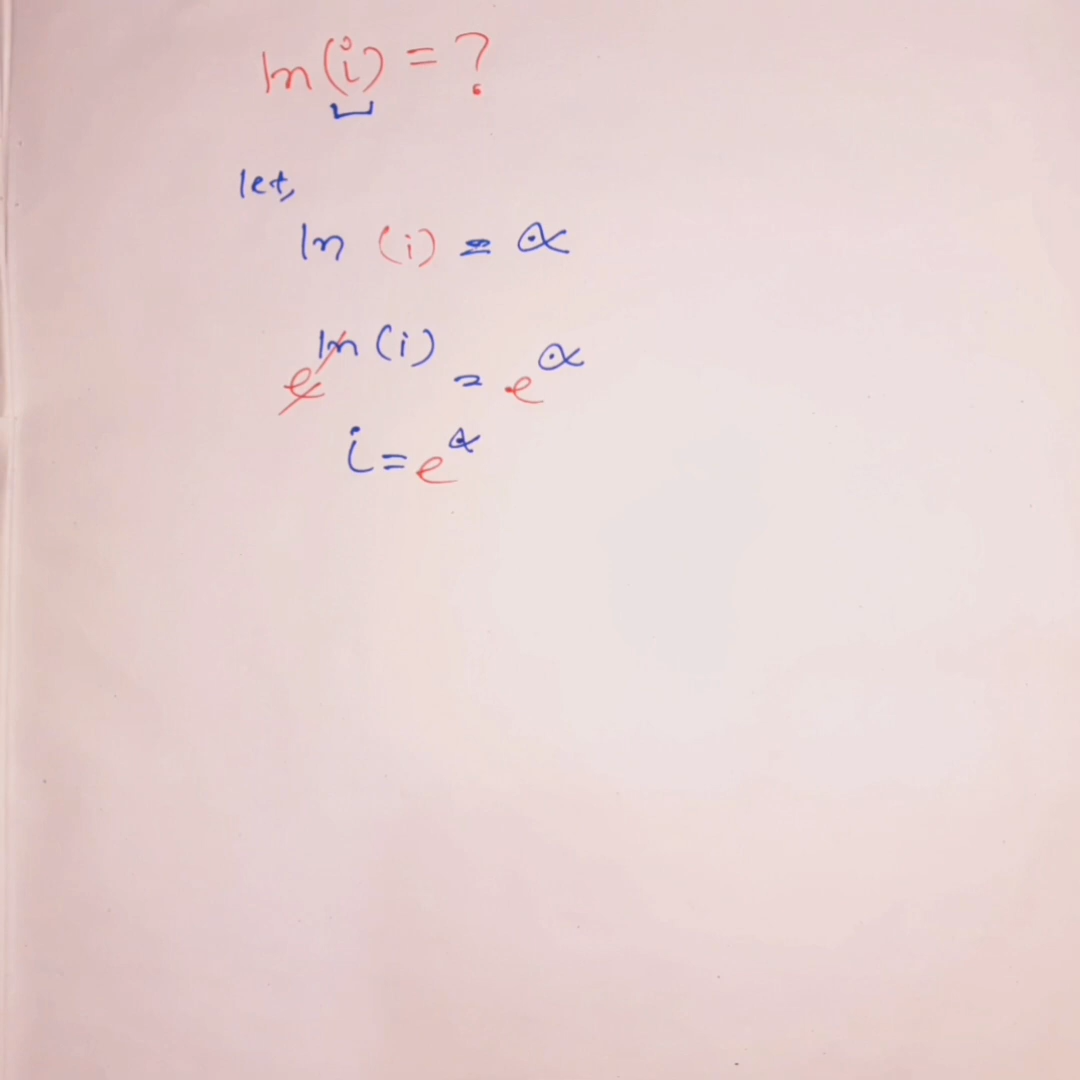 ln(i) = ?
let,
ln (i) = α
e^ln(i) = e^α
i = e^α